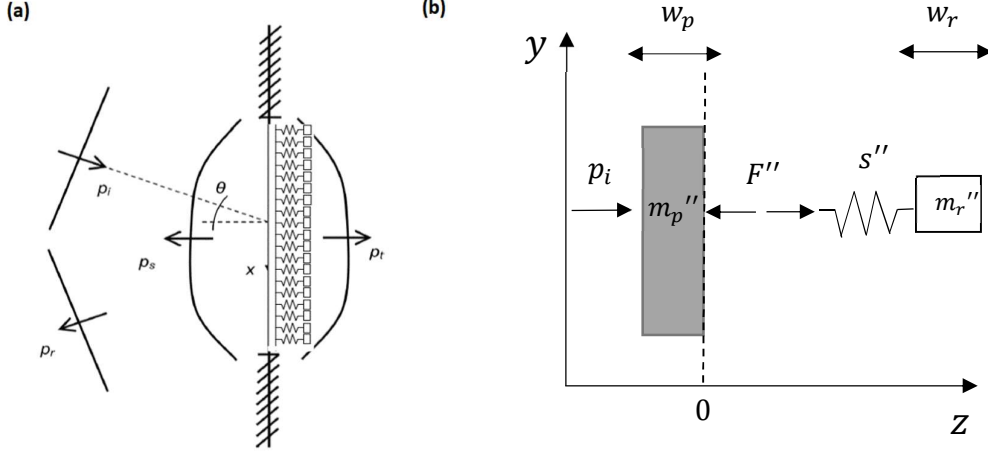 (a)
p_i
θ
p_s
x
p_t
p_r
(b)
w_p
w_r
y
p_i
m_p''
F''
s''
m_r''
0
z